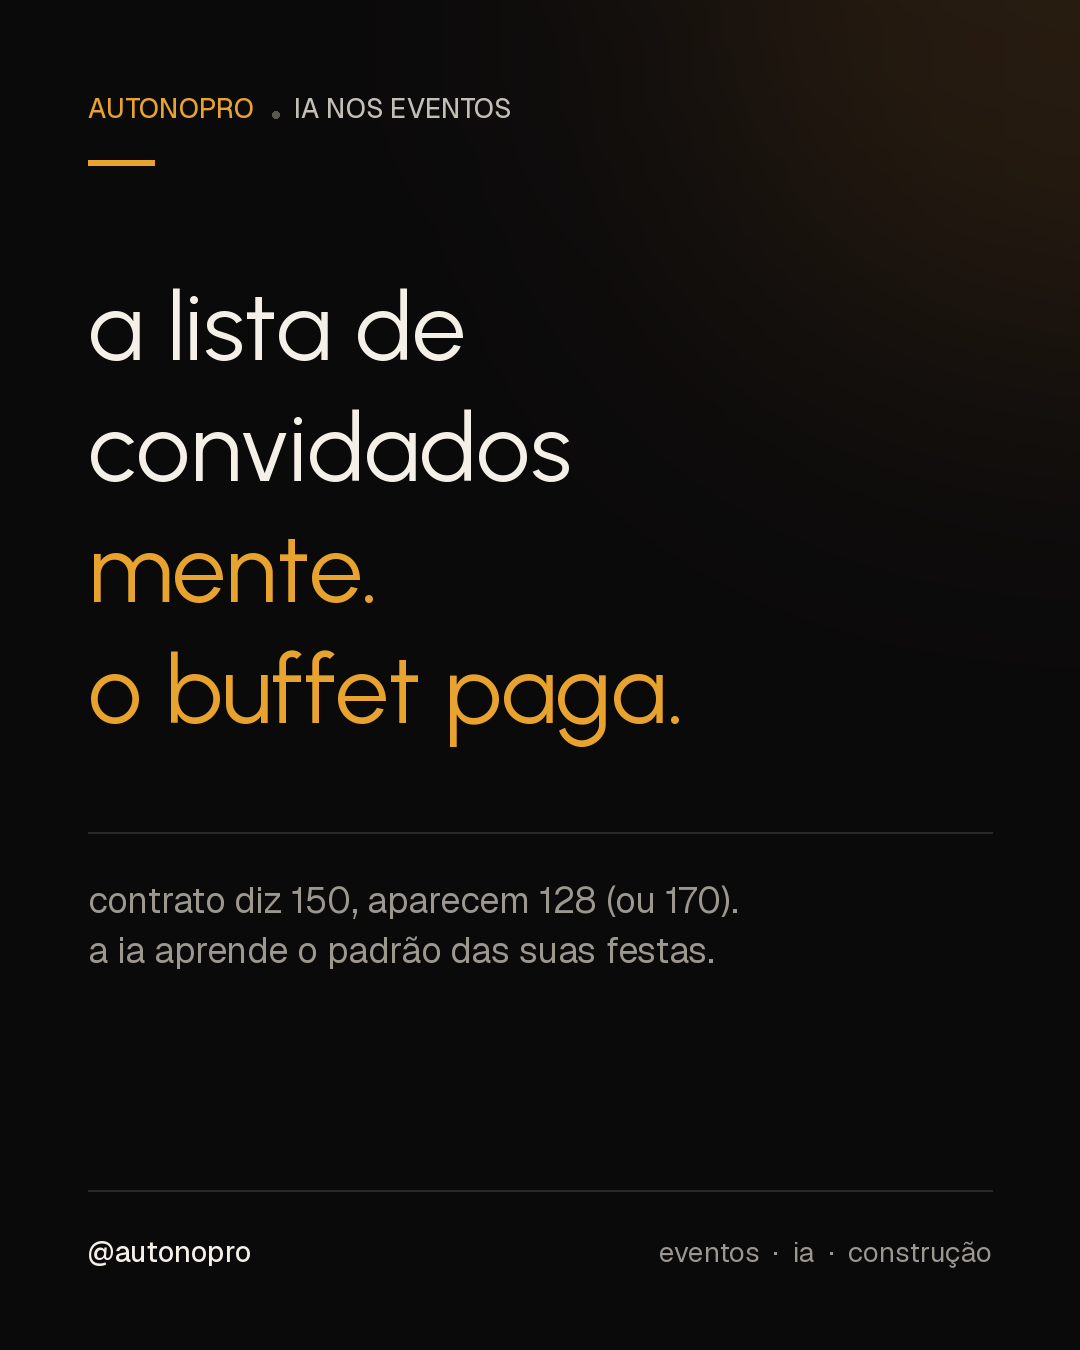 AUTONOPRO • IA NOS EVENTOS
a lista de
convidados
mente.
o buffet paga.
contrato diz 150, aparecem 128 (ou 170).
a ia aprende o padrão das suas festas.
@autonopro
eventos · ia · construção